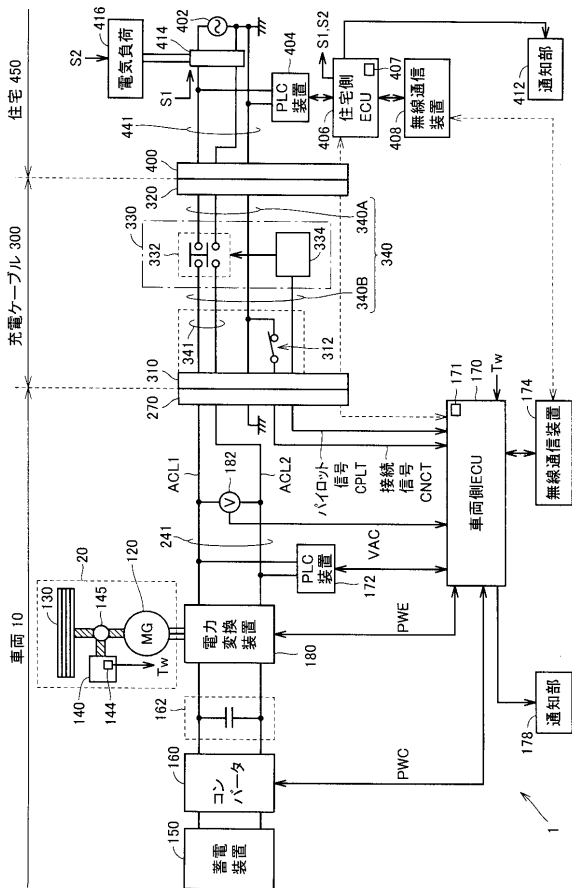 車両 10
充電ケーブル 300
住宅 450
20
130
145
120
MG
140
144
Tw
162
160
コン
バータ
150
蓄電
装置
180
電力
変換
装置
241
ACL1
ACL2
182
V
172
PLC
装置
VAC
PWE
PWC
パイロット
信号
CPLT
接続
信号
CNCT
270
310
341
312
330
332
334
340A
340B
340
320
400
441
S1
S2
416
電気負荷
414
402
404
PLC
装置
S1, S2
406
住宅側
ECU
407
408
無線通信
装置
412
通知部
171
170
車両側ECU
Tw
174
無線通信装置
178
通知部
1